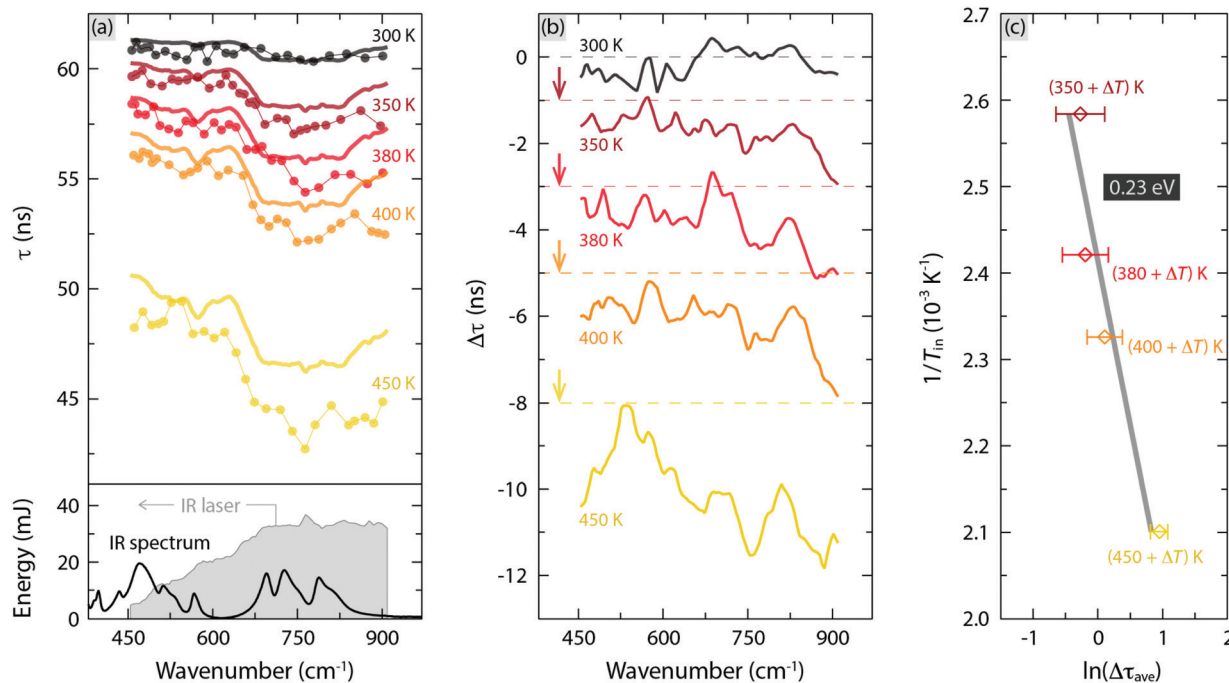 (a)
300 K
350 K
380 K
400 K
450 K
60
55
50
45
τ (ns)
IR laser
IR spectrum
40
20
0
Energy (mJ)
450
600
750
900
Wavenumber (cm⁻¹)
(b)
300 K
350 K
380 K
400 K
450 K
0
-2
-4
-6
-8
-10
-12
Δτ (ns)
450
600
750
900
Wavenumber (cm⁻¹)
(c)
(350 + ΔT) K
0.23 eV
(380 + ΔT) K
(400 + ΔT) K
(450 + ΔT) K
2.7
2.6
2.5
2.4
2.3
2.2
2.1
2.0
1/Tin (10⁻³ K⁻¹)
-1
0
1
2
ln(Δτave)